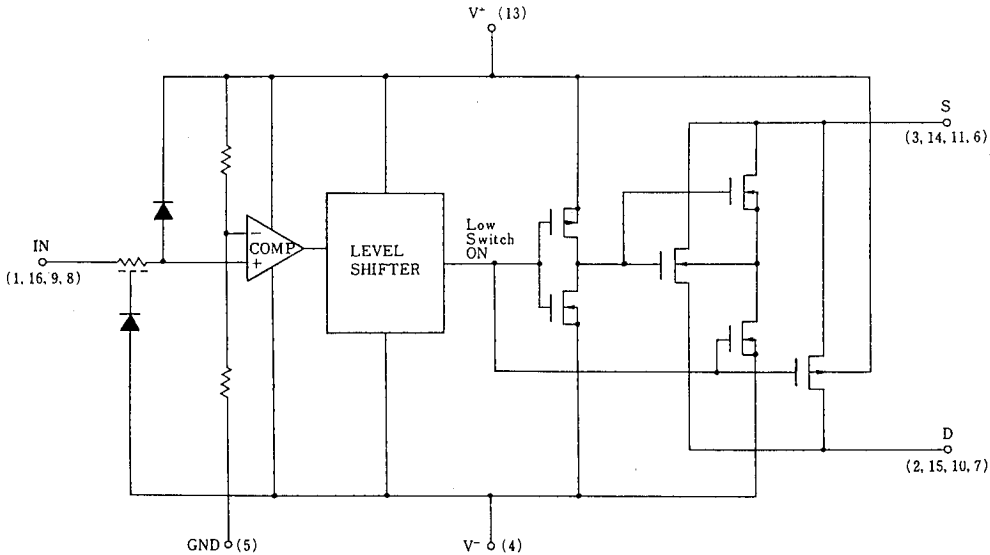 V⁺ (13)
S
(3, 14, 11, 6)
IN
(1, 16, 9, 8)
−
COMP
+
LEVEL
SHIFTER
Low
Switch
ON
D
(2, 15, 10, 7)
GND (5)
V⁻ (4)